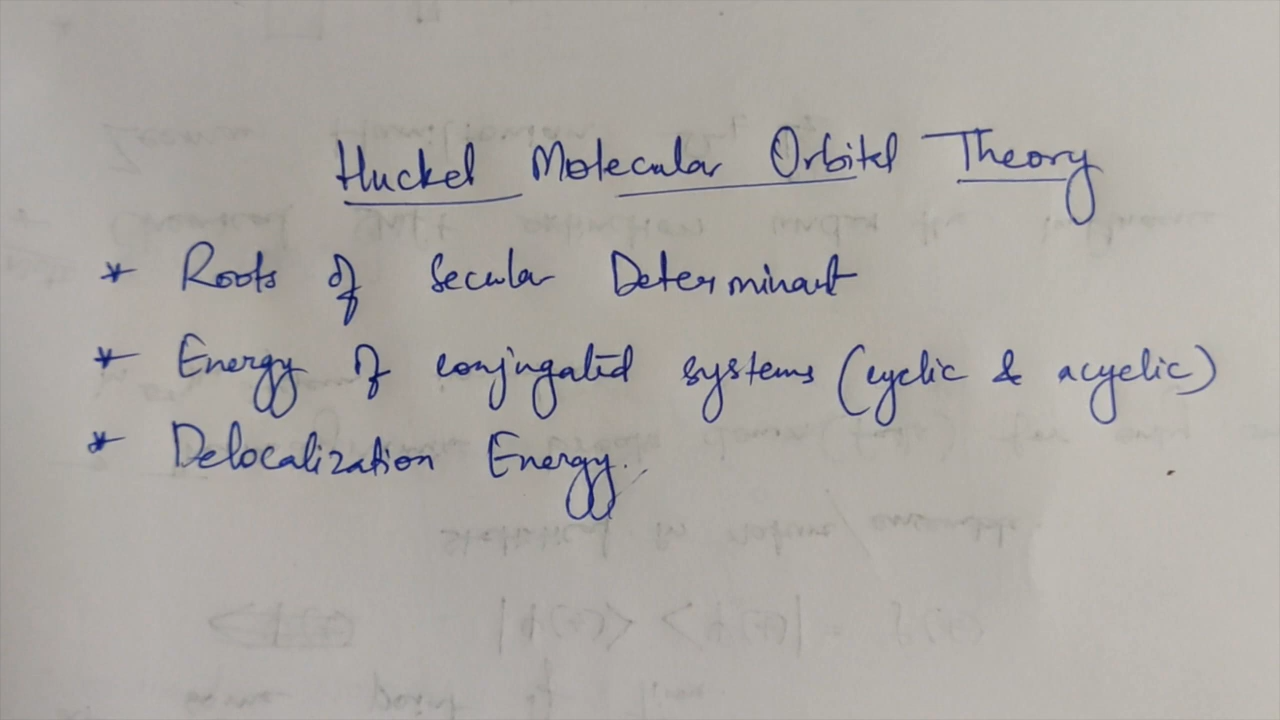 Huckel Molecular Orbital Theory
* Roots of Secular Determinant
* Energy of conjugated systems (cyclic & acyclic)
* Delocalization Energy.